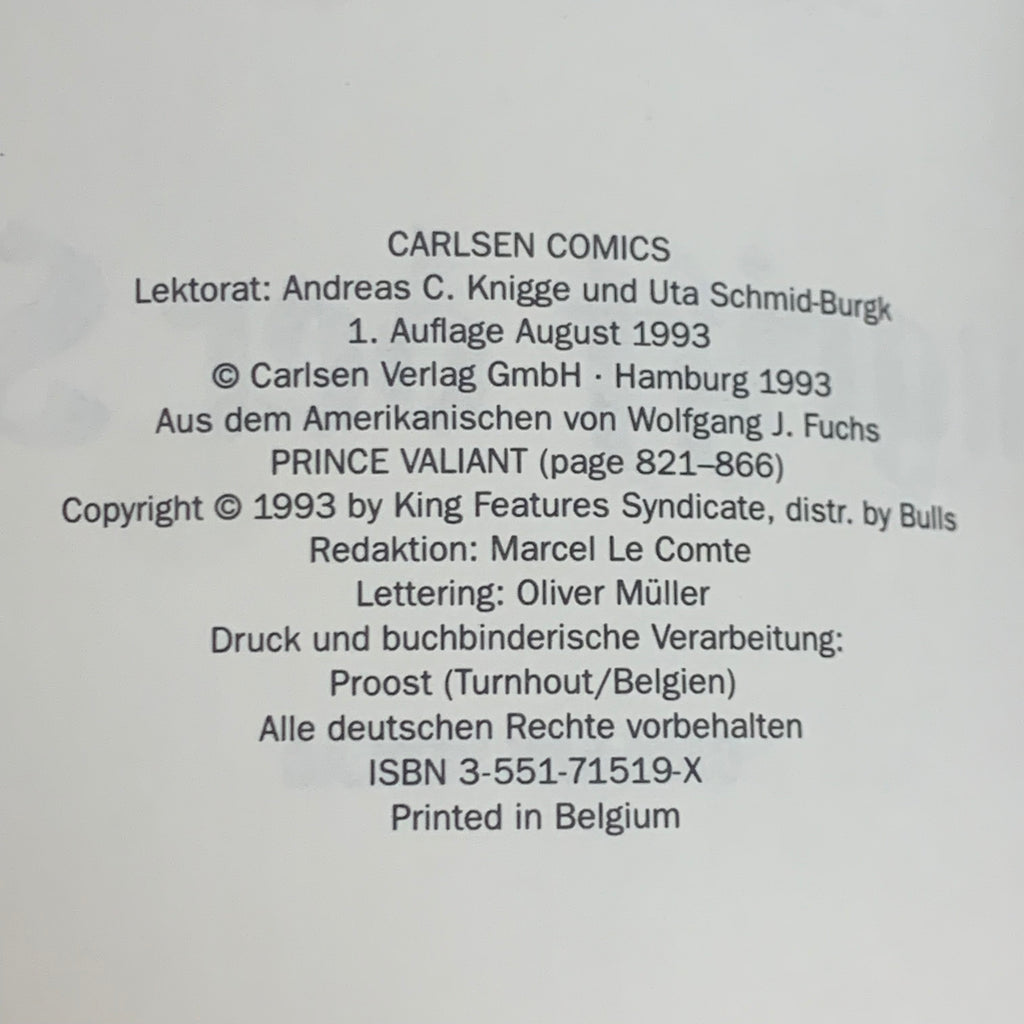 CARLSEN COMICS
Lektorat: Andreas C. Knigge und Uta Schmid-Burgk
1. Auflage August 1993
© Carlsen Verlag GmbH · Hamburg 1993
Aus dem Amerikanischen von Wolfgang J. Fuchs
PRINCE VALIANT (page 821–866)
Copyright © 1993 by King Features Syndicate, distr. by Bulls
Redaktion: Marcel Le Comte
Lettering: Oliver Müller
Druck und buchbinderische Verarbeitung:
Proost (Turnhout/Belgien)
Alle deutschen Rechte vorbehalten
ISBN 3-551-71519-X
Printed in Belgium